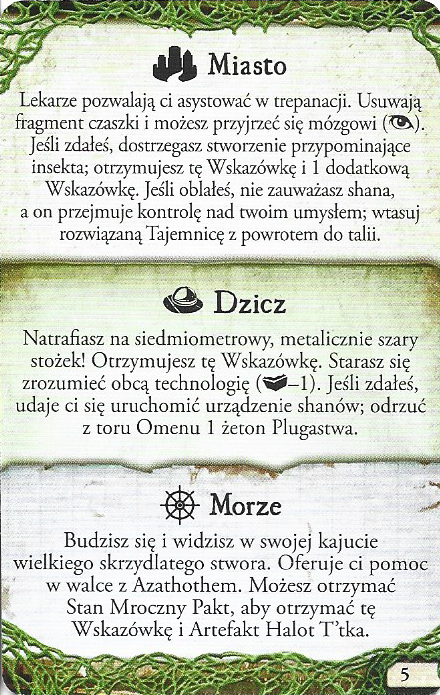 Miasto
Lekarze pozwalają ci asystować w trepanacji. Usuwają
fragment czaszki i możesz przyjrzeć się mózgowi ( ).
Jeśli zdałeś, dostrzegasz stworzenie przypominające
insekta; otrzymujesz tę Wskazówkę i 1 dodatkową
Wskazówkę. Jeśli oblałeś, nie zauważasz shana,
a on przejmuje kontrolę nad twoim umysłem; wtasuj
rozwiązaną Tajemnicę z powrotem do talii.
Dzicz
Natrafiasz na siedmiometrowy, metalicznie szary
stożek! Otrzymujesz tę Wskazówkę. Starasz się
zrozumieć obcą technologię ( –1). Jeśli zdałeś,
udaje ci się uruchomić urządzenie shanów; odrzuć
z toru Omenu 1 żeton Plugastwa.
Morze
Budzisz się i widzisz w swojej kajucie
wielkiego skrzydlatego stwora. Oferuje ci pomoc
w walce z Azathothem. Możesz otrzymać
Stan Mroczny Pakt, aby otrzymać tę
Wskazówkę i Artefakt Halot T'tka.
5